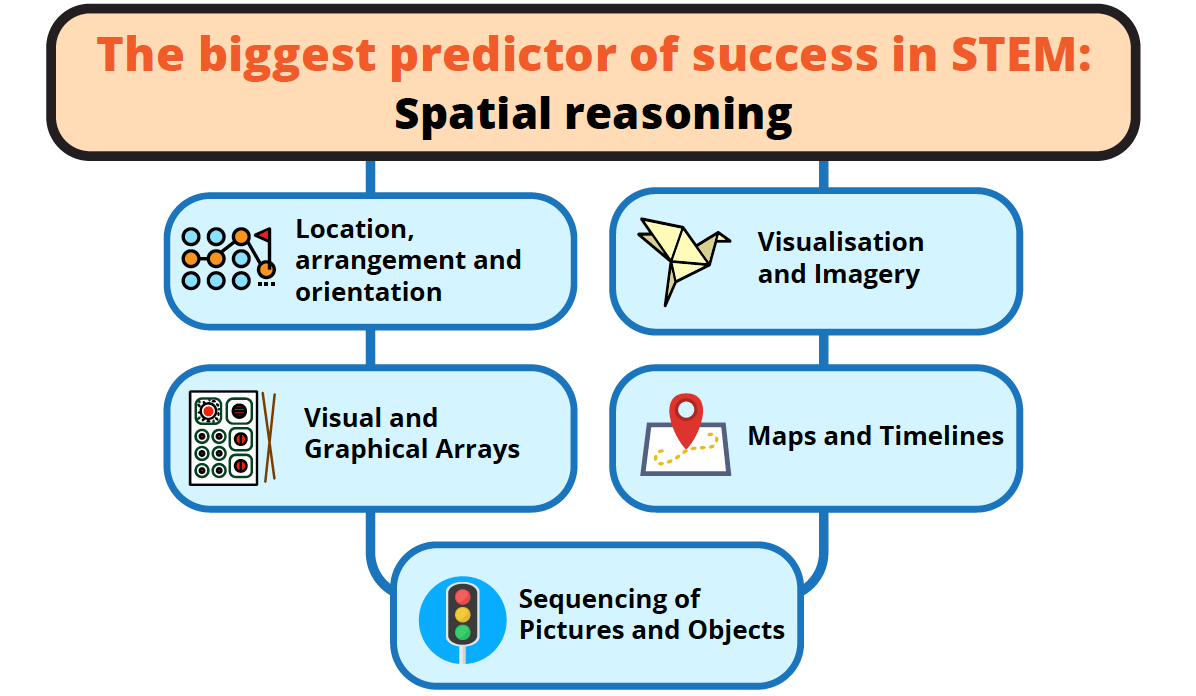 The biggest predictor of success in STEM:
Spatial reasoning
Location,
arrangement and
orientation
Visualisation
and Imagery
Visual and
Graphical Arrays
Maps and Timelines
Sequencing of
Pictures and Objects